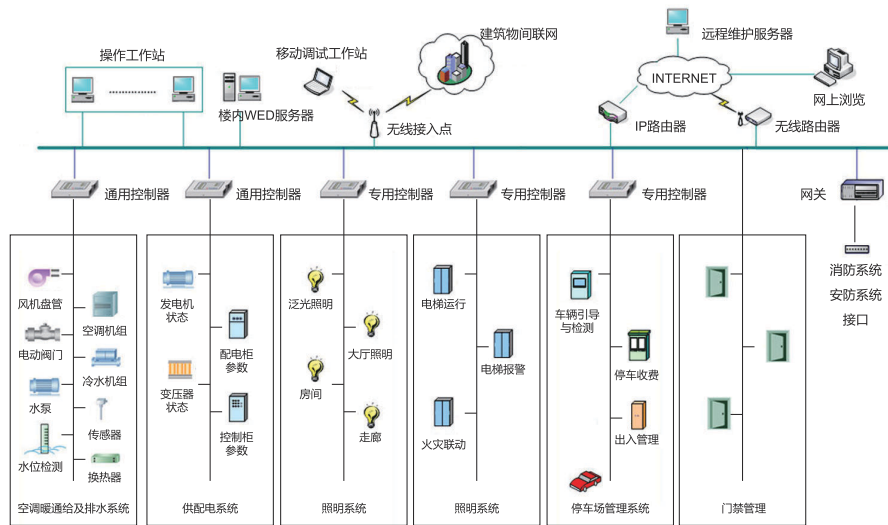 操作工作站
楼内WED服务器
移动调试工作站
无线接入点
建筑物间联网
远程维护服务器
INTERNET
网上浏览
IP路由器
无线路由器
通用控制器
通用控制器
专用控制器
专用控制器
专用控制器
网关
消防系统
安防系统
接口
风机盘管
空调机组
电动阀门
冷水机组
水泵
传感器
水位检测
换热器
空调暖通给及排水系统
发电机
状态
配电柜
参数
变压器
状态
控制柜
参数
供配电系统
泛光照明
大厅照明
房间
走廊
照明系统
电梯运行
电梯报警
火灾联动
照明系统
车辆引导
与检测
停车收费
出入管理
停车场管理系统
门禁管理